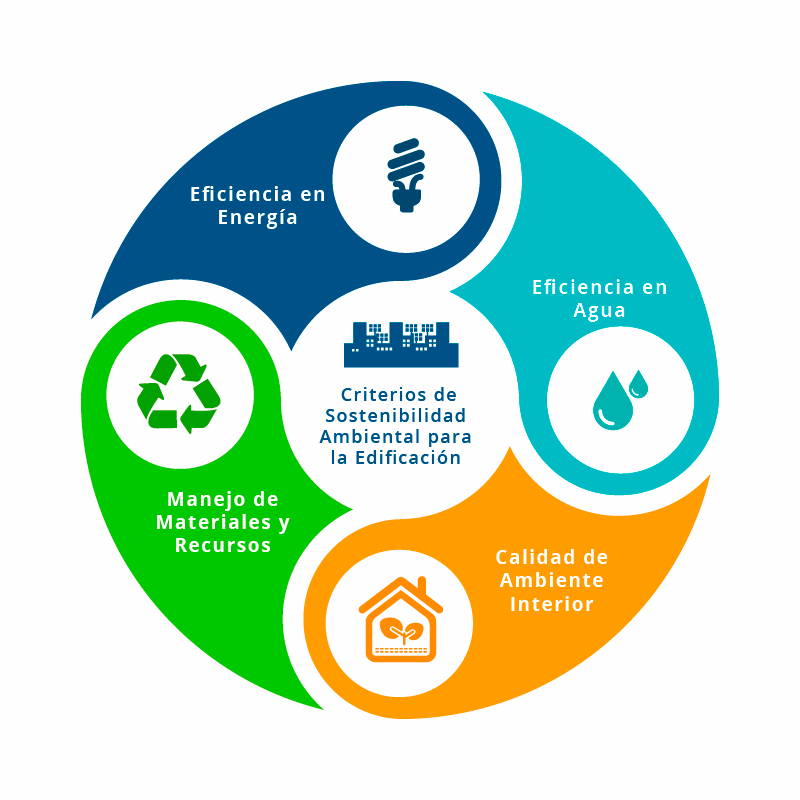 Eficiencia en
Energía
Eficiencia en
Agua
Criterios de
Sostenibilidad
Ambiental para
la Edificación
Manejo de
Materiales y
Recursos
Calidad de
Ambiente
Interior